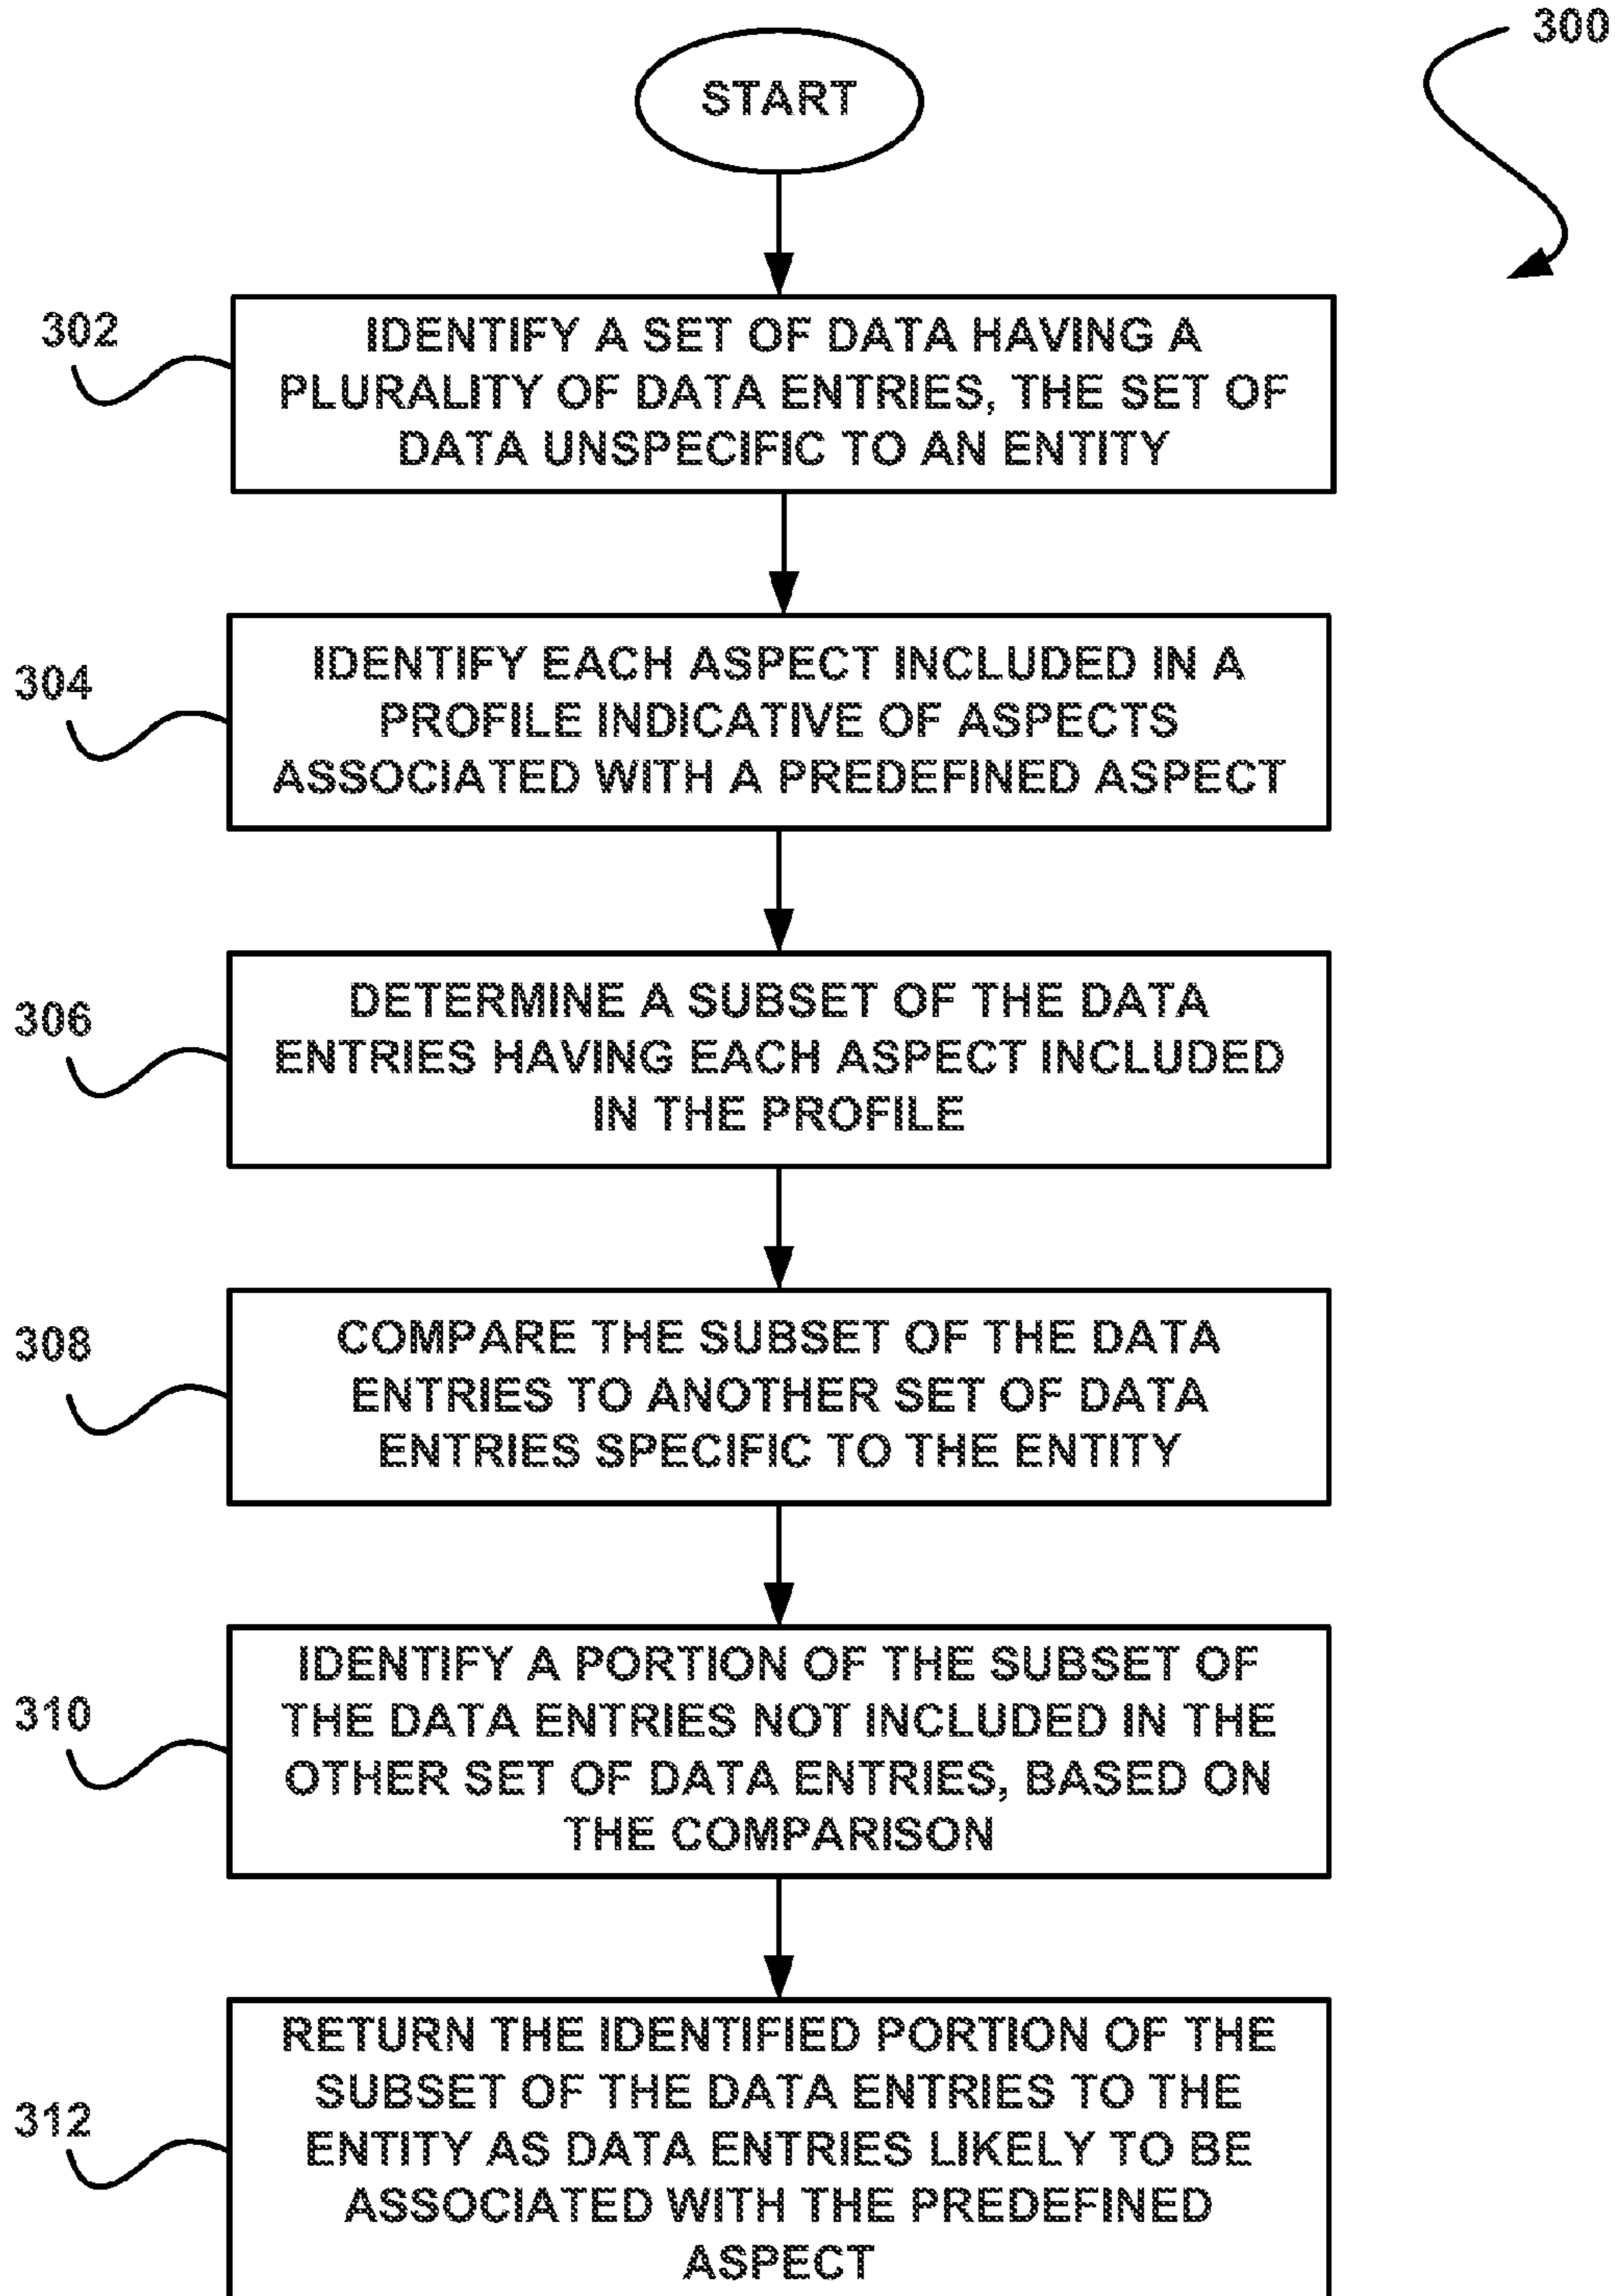 300
START
302
IDENTIFY A SET OF DATA HAVING A
PLURALITY OF DATA ENTRIES, THE SET OF
DATA UNSPECIFIC TO AN ENTITY
304
IDENTIFY EACH ASPECT INCLUDED IN A
PROFILE INDICATIVE OF ASPECTS
ASSOCIATED WITH A PREDEFINED ASPECT
306
DETERMINE A SUBSET OF THE DATA
ENTRIES HAVING EACH ASPECT INCLUDED
IN THE PROFILE
308
COMPARE THE SUBSET OF THE DATA
ENTRIES TO ANOTHER SET OF DATA
ENTRIES SPECIFIC TO THE ENTITY
310
IDENTIFY A PORTION OF THE SUBSET OF
THE DATA ENTRIES NOT INCLUDED IN THE
OTHER SET OF DATA ENTRIES, BASED ON
THE COMPARISON
312
RETURN THE IDENTIFIED PORTION OF THE
SUBSET OF THE DATA ENTRIES TO THE
ENTITY AS DATA ENTRIES LIKELY TO BE
ASSOCIATED WITH THE PREDEFINED
ASPECT